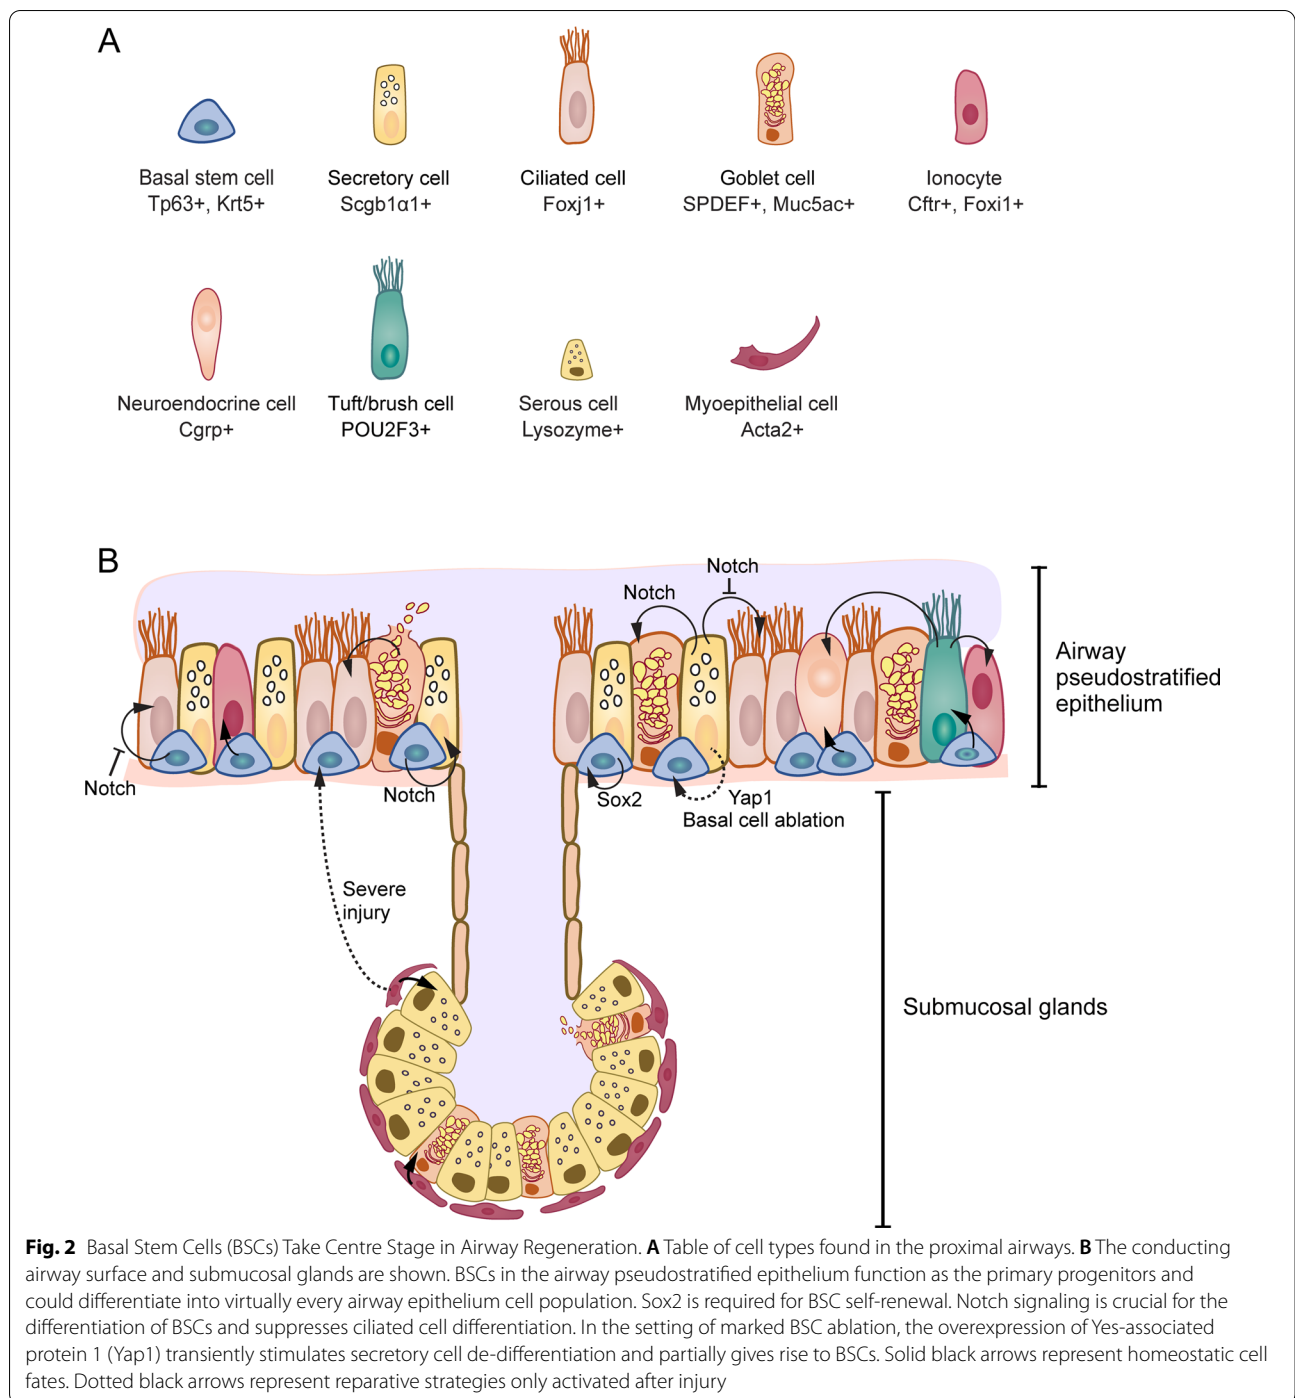 A
Basal stem cell
Tp63+, Krt5+
Secretory cell
Scgb1α1+
Ciliated cell
Foxj1+
Goblet cell
SPDEF+, Muc5ac+
Ionocyte
Cftr+, Foxi1+
Neuroendocrine cell
Cgrp+
Tuft/brush cell
POU2F3+
Serous cell
Lysozyme+
Myoepithelial cell
Acta2+
B
Notch
Notch
Notch
Notch
Sox2
Yap1
Basal cell ablation
Severe
injury
Airway
pseudostratified
epithelium
Submucosal glands
Fig. 2 Basal Stem Cells (BSCs) Take Centre Stage in Airway Regeneration. A Table of cell types found in the proximal airways. B The conducting
airway surface and submucosal glands are shown. BSCs in the airway pseudostratified epithelium function as the primary progenitors and
could differentiate into virtually every airway epithelium cell population. Sox2 is required for BSC self-renewal. Notch signaling is crucial for the
differentiation of BSCs and suppresses ciliated cell differentiation. In the setting of marked BSC ablation, the overexpression of Yes-associated
protein 1 (Yap1) transiently stimulates secretory cell de-differentiation and partially gives rise to BSCs. Solid black arrows represent homeostatic cell
fates. Dotted black arrows represent reparative strategies only activated after injury